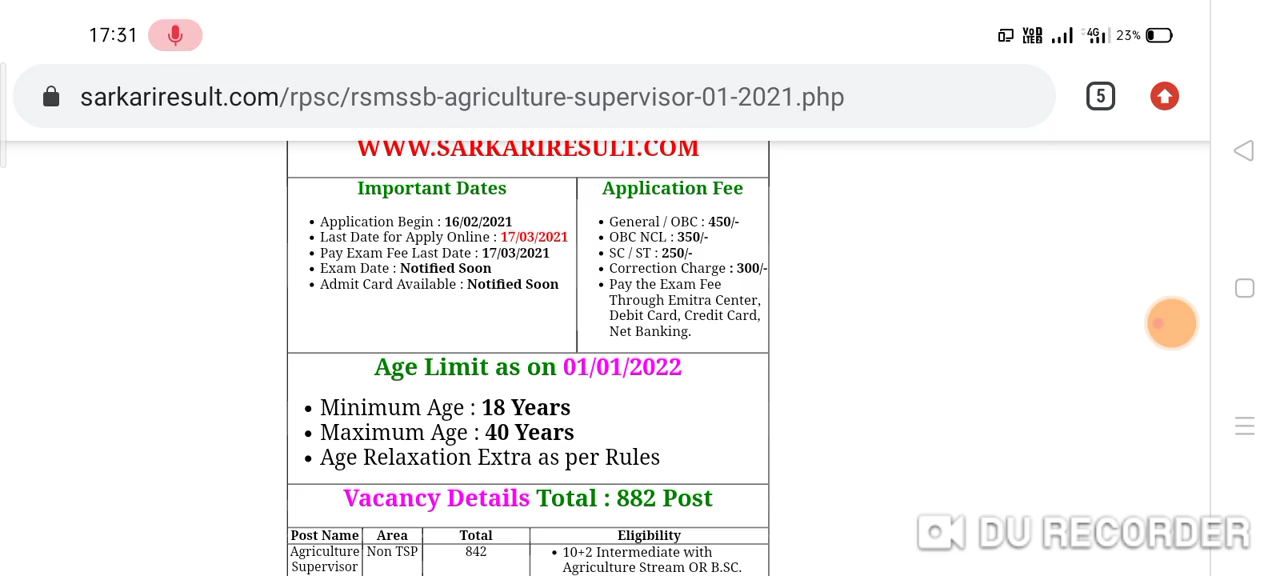 17:31
VoD LTED 4G 23%
sarkariresult.com/rpsc/rsmssb-agriculture-supervisor-01-2021.php
5
WWW.SARKARIRESULT.COM
Important Dates
• Application Begin : 16/02/2021
• Last Date for Apply Online : 17/03/2021
• Pay Exam Fee Last Date : 17/03/2021
• Exam Date : Notified Soon
• Admit Card Available : Notified Soon
Application Fee
• General / OBC : 450/-
• OBC NCL : 350/-
• SC / ST : 250/-
• Correction Charge : 300/-
• Pay the Exam Fee
Through Emitra Center,
Debit Card, Credit Card,
Net Banking.
Age Limit as on 01/01/2022
• Minimum Age : 18 Years
• Maximum Age : 40 Years
• Age Relaxation Extra as per Rules
Vacancy Details Total : 882 Post
Post Name Area Total Eligibility
Agriculture Supervisor
Non TSP
842
• 10+2 Intermediate with
Agriculture Stream OR B.SC.
DU RECORDER